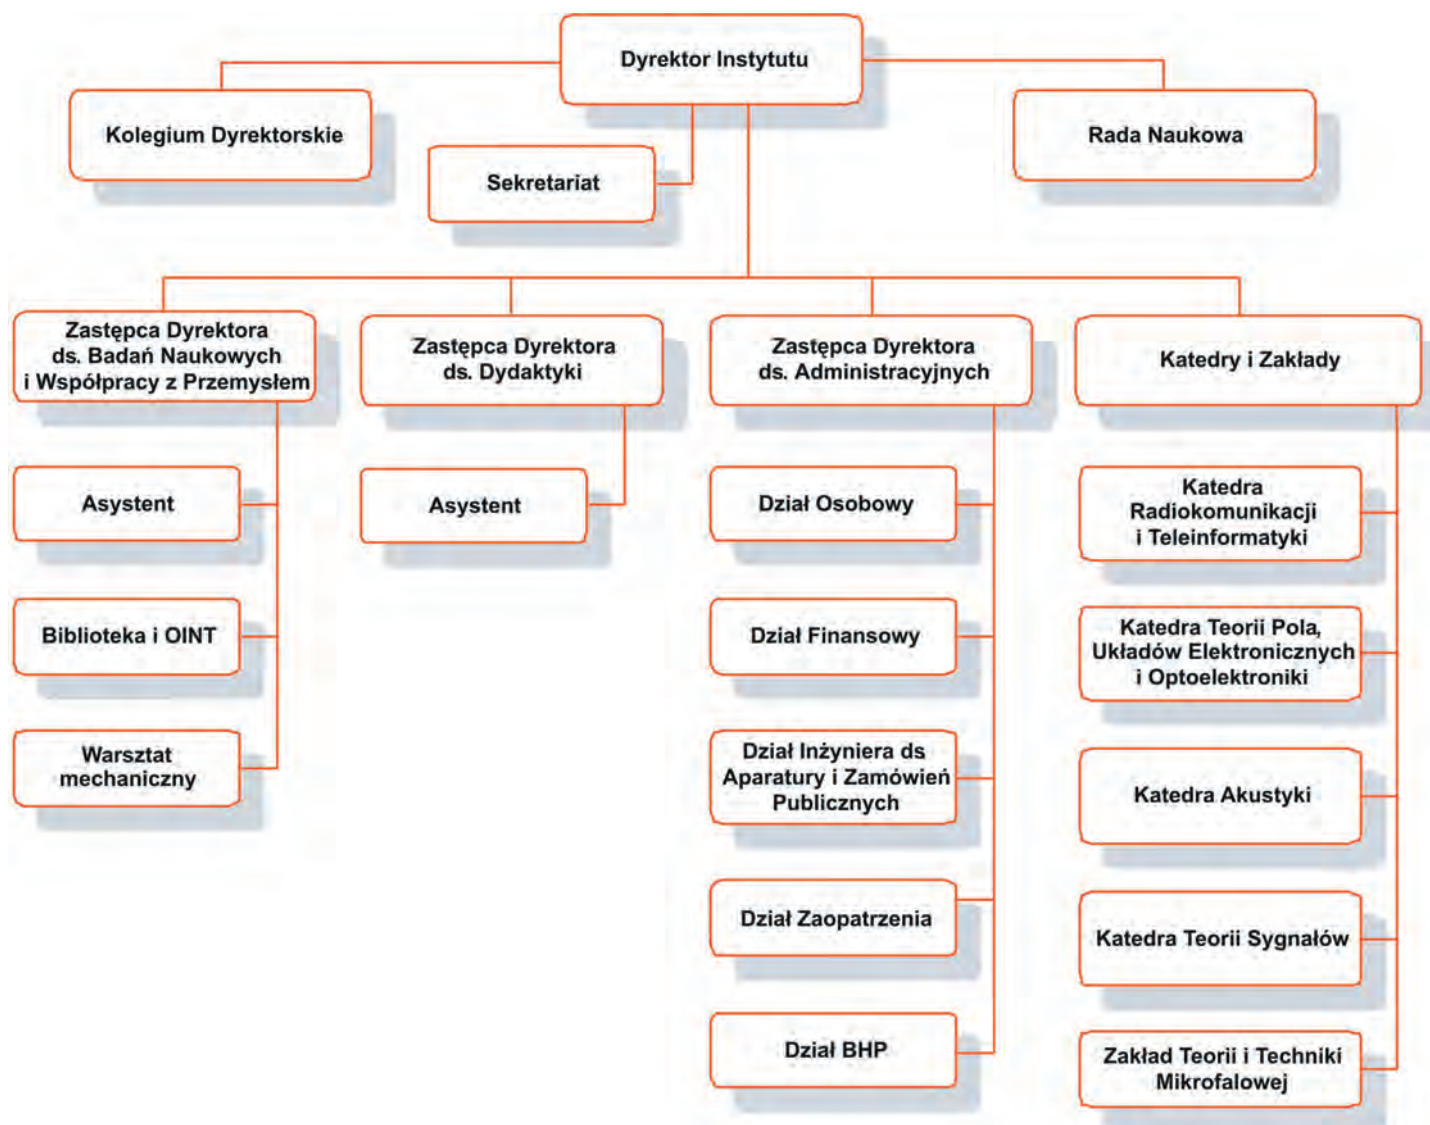 Dyrektor Instytutu
Kolegium Dyrektorskie
Rada Naukowa
Sekretariat
Zastępca Dyrektora
ds. Badań Naukowych
i Współpracy z Przemysłem
Zastępca Dyrektora
ds. Dydaktyki
Zastępca Dyrektora
ds. Administracyjnych
Katedry i Zakłady
Asystent
Biblioteka i OINT
Warsztat
mechaniczny
Asystent
Dział Osobowy
Dział Finansowy
Dział Inżyniera ds
Aparatury i Zamówień
Publicznych
Dział Zaopatrzenia
Dział BHP
Katedra
Radiokomunikacji
i Teleinformatyki
Katedra Teorii Pola,
Układów Elektronicznych
i Optoelektroniki
Katedra Akustyki
Katedra Teorii Sygnałów
Zakład Teorii i Techniki
Mikrofalowej